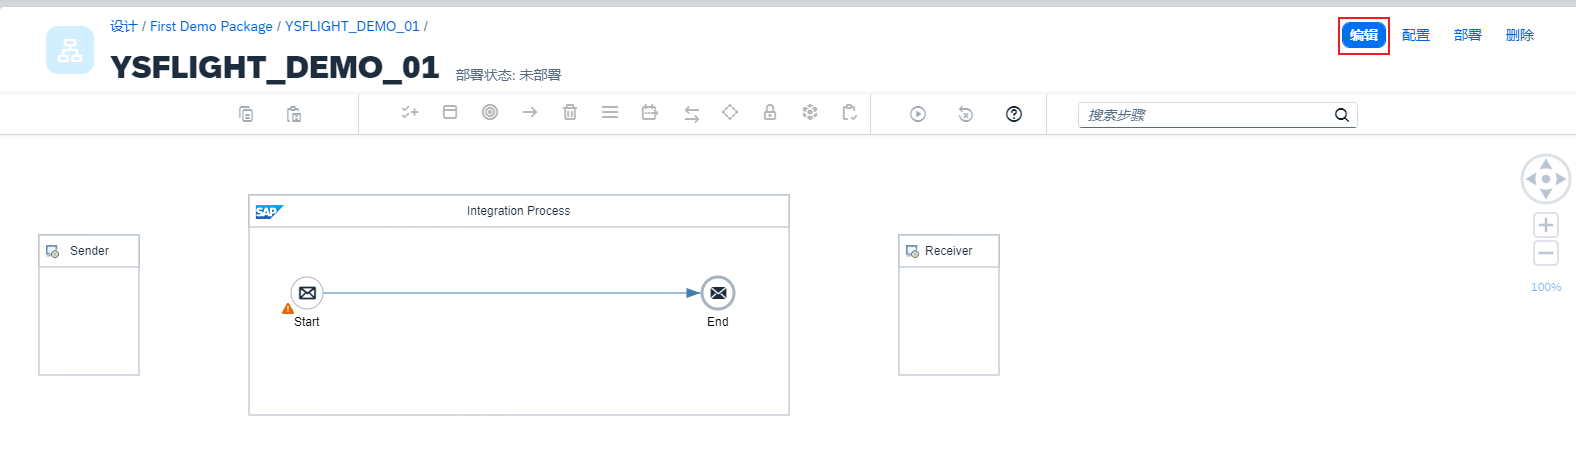 设计 / First Demo Package / YSFLIGHT_DEMO_01 /
编辑 配置 部署 删除
YSFLIGHT_DEMO_01 部署状态: 未部署
搜索步骤
SAP Integration Process
Sender
Receiver
Start
End
100%